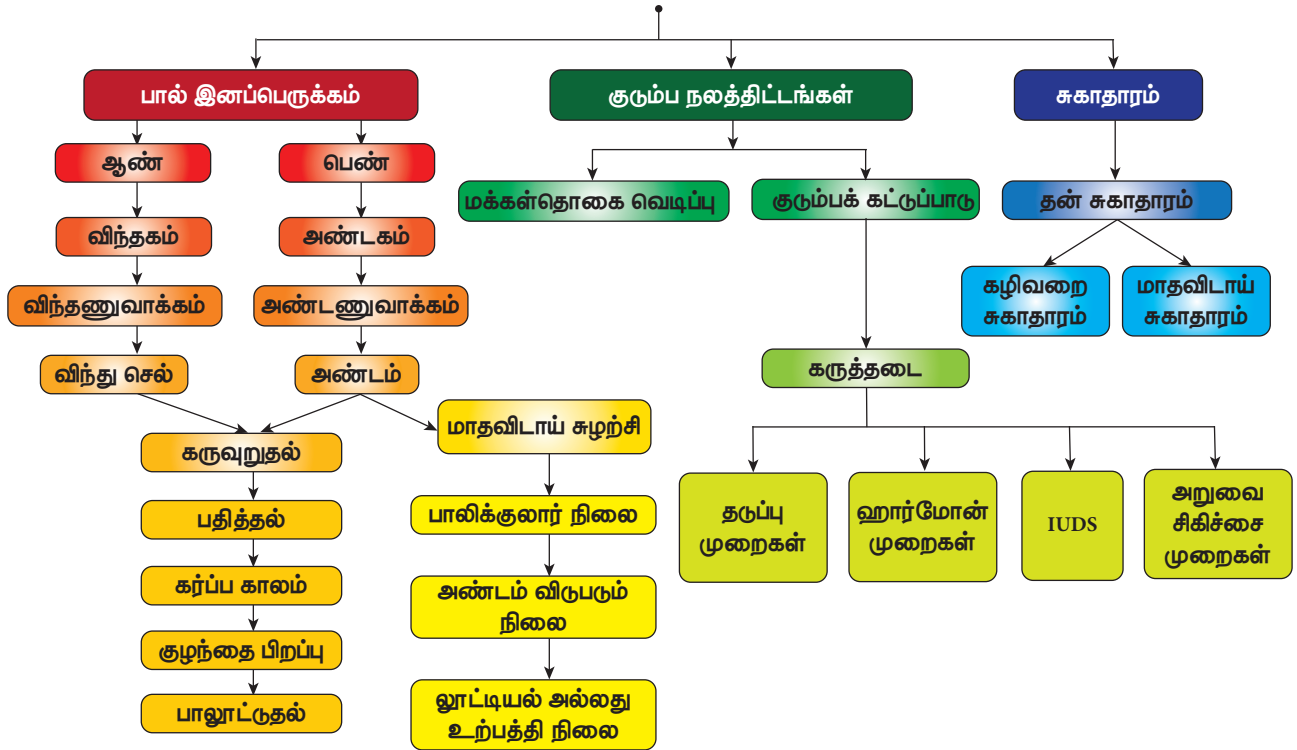 பால் இனப்பெருக்கம்
குடும்ப நலத்திட்டங்கள்
சுகாதாரம்
ஆண்
பெண்
மக்கள்தொகை வெடிப்பு
குடும்பக் கட்டுப்பாடு
தன் சுகாதாரம்
விந்தகம்
அண்டகம்
கழிவறை
சுகாதாரம்
மாதவிடாய்
சுகாதாரம்
விந்தணுவாக்கம்
அண்டணுவாக்கம்
விந்து செல்
அண்டம்
கருத்தடை
மாதவிடாய் சுழற்சி
கருவுறுதல்
தடுப்பு
முறைகள்
ஹார்மோன்
முறைகள்
IUDS
அறுவை
சிகிச்சை
முறைகள்
பதித்தல்
பாலிக்குலார் நிலை
கர்ப்ப காலம்
அண்டம் விடுபடும்
நிலை
குழந்தை பிறப்பு
பாலூட்டுதல்
லூட்டியல் அல்லது
உற்பத்தி நிலை